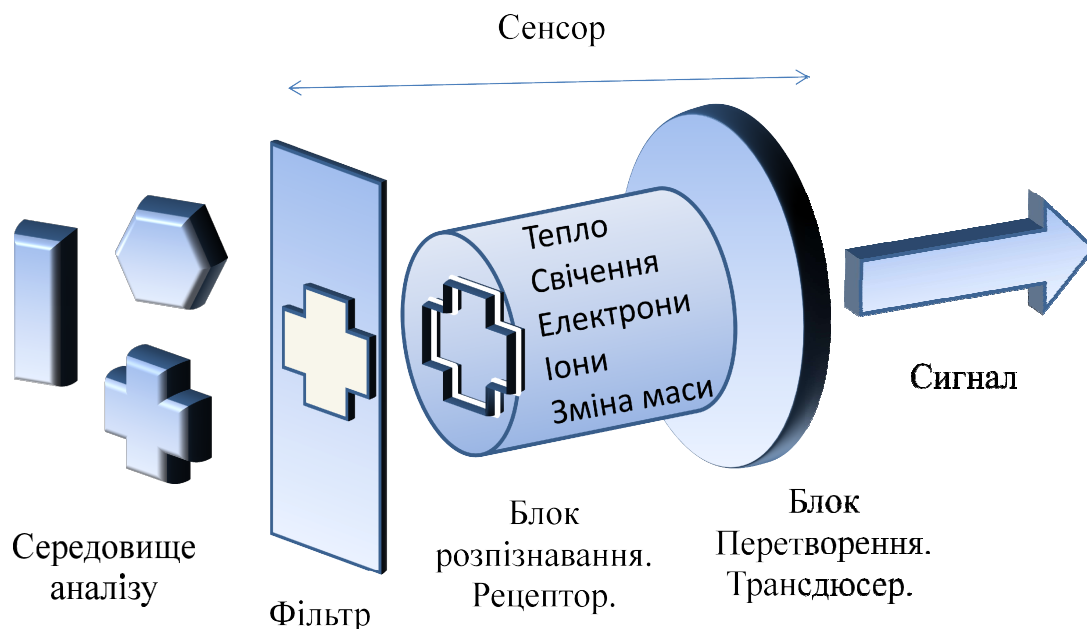 Сенсор
Тепло
Свічення
Електрони
Іони
Зміна маси
Сигнал
Середовище
аналізу
Фільтр
Блок
розпізнавання.
Рецептор.
Блок
Перетворення.
Трансдюсер.